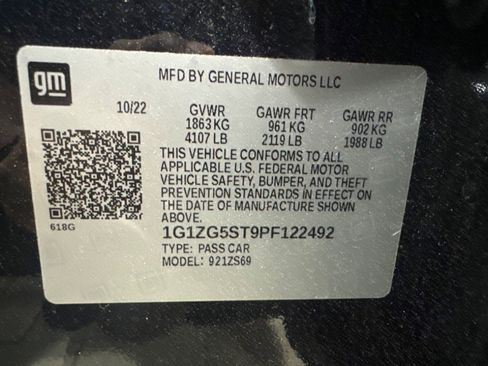 gm
MFD BY GENERAL MOTORS LLC
10/22 GVWR GAWR FRT GAWR RR
1863 KG 961 KG 902 KG
4107 LB 2119 LB 1988 LB
THIS VEHICLE CONFORMS TO ALL
APPLICABLE U.S. FEDERAL MOTOR
VEHICLE SAFETY, BUMPER, AND THEFT
PREVENTION STANDARDS IN EFFECT ON
THE DATE OF MANUFACTURE SHOWN
ABOVE.
618G
1G1ZG5ST9PF122492
TYPE: PASS CAR
MODEL: 921ZS69